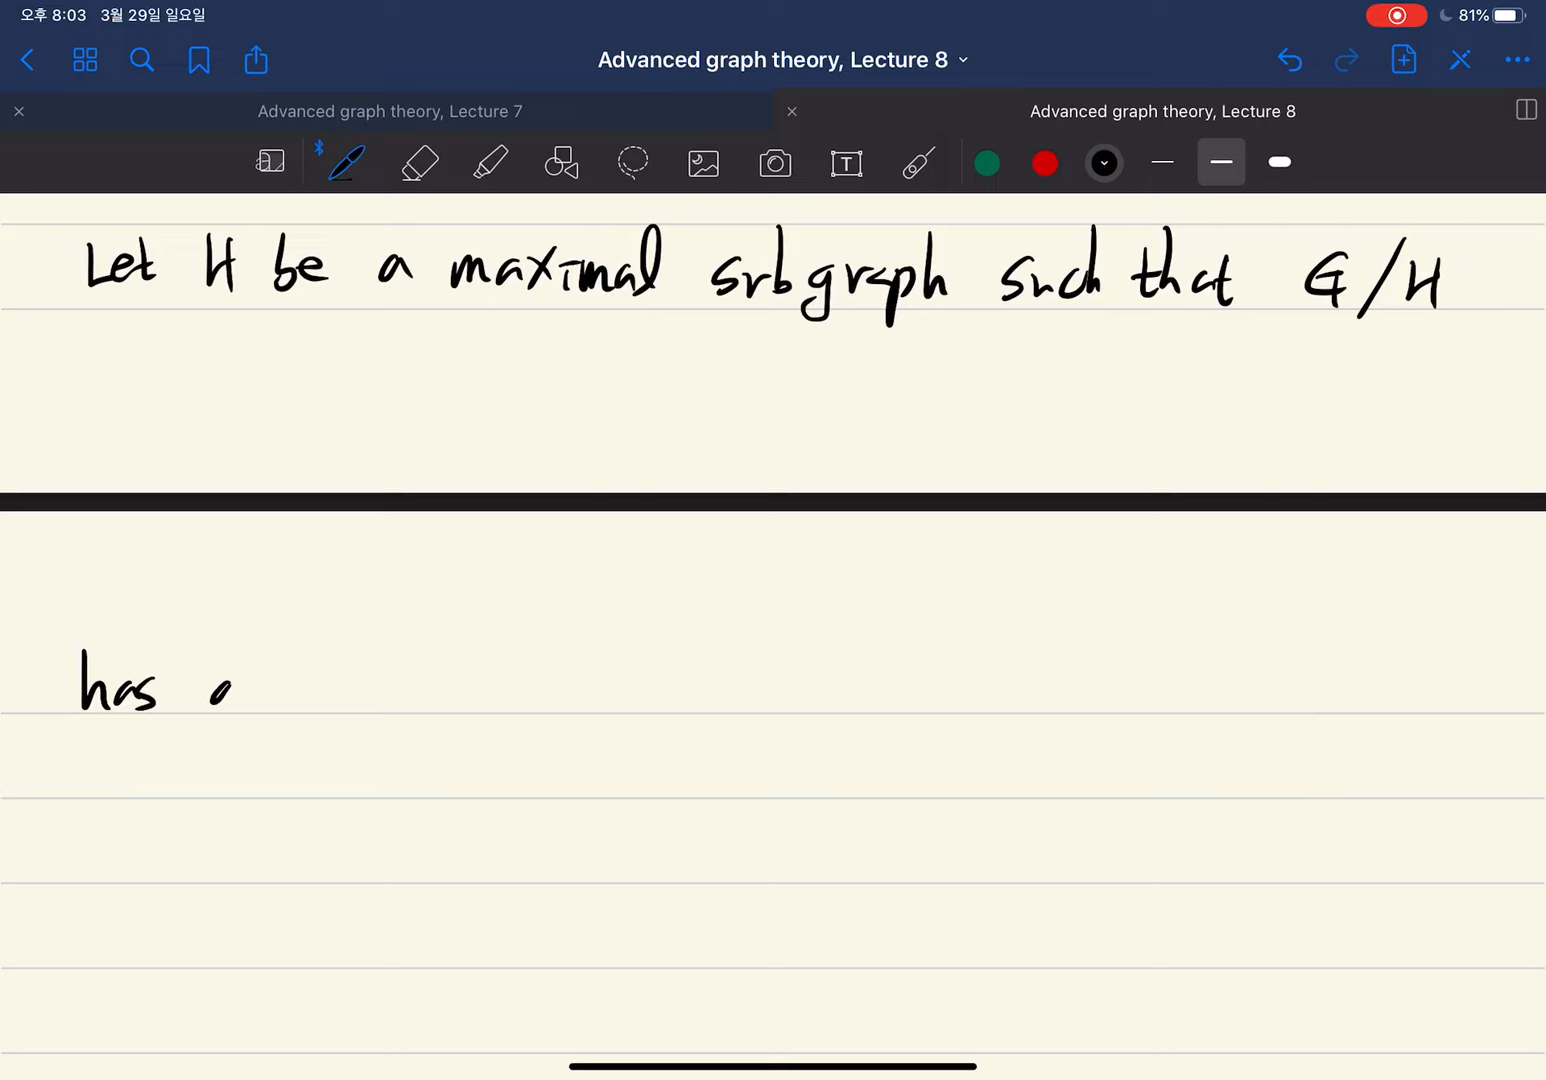 오후 8:03 3월 29일 일요일 81%
Advanced graph theory, Lecture 8
Advanced graph theory, Lecture 7 Advanced graph theory, Lecture 8
Let H be a maximal subgraph such that G/H
has a